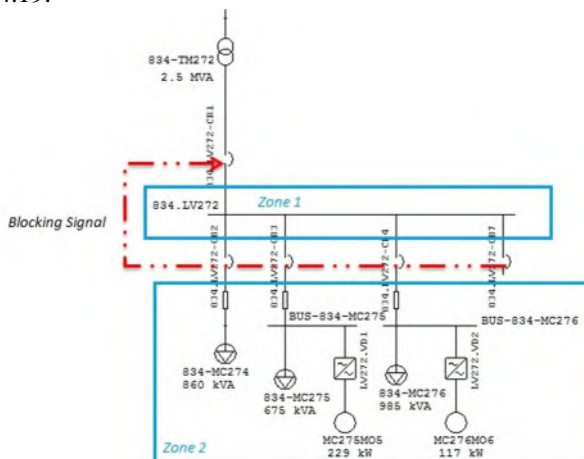 834-TM272
2.5 MVA
834.LV272-CB1
834.LV272
Zone 1
Blocking Signal
834.LV272-CB2
834.LV272-CB3
834.LV272-CB4
834.LV272-CB7
BUS-834-MC275
BUS-834-MC276
LV272.VD1
LV272.VD2
834-MC274
860 kVA
834-MC275
675 kVA
834-MC276
985 kVA
MC275M05
229 kW
MC276M06
117 kW
Zone 2